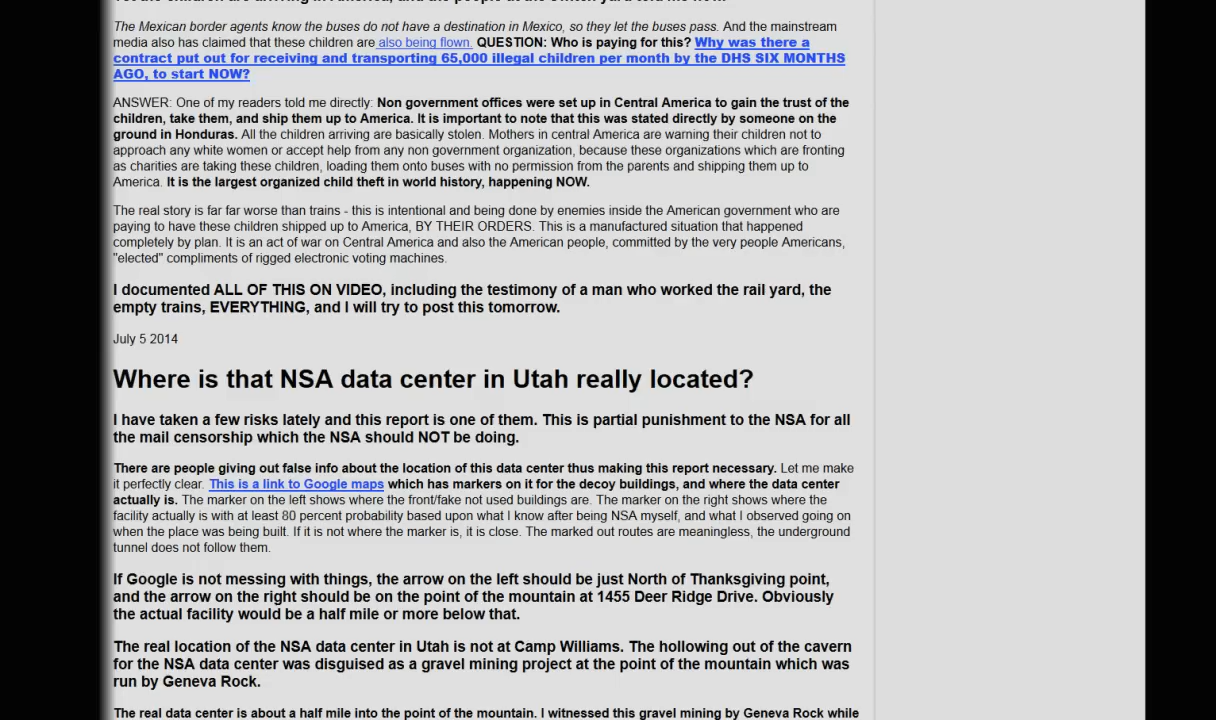 The Mexican border agents know the buses do not have a destination in Mexico, so they let the buses pass. And the mainstream
media also has claimed that these children are also being flown. QUESTION: Who is paying for this? Why was there a
contract put out for receiving and transporting 65,000 illegal children per month by the DHS SIX MONTHS
AGO, to start NOW?
ANSWER: One of my readers told me directly: Non government offices were set up in Central America to gain the trust of the
children, take them, and ship them up to America. It is important to note that this was stated directly by someone on the
ground in Honduras. All the children arriving are basically stolen. Mothers in central America are warning their children not to
approach any white women or accept help from any non government organization, because these organizations which are fronting
as charities are taking these children, loading them onto buses with no permission from the parents and shipping them up to
America. It is the largest organized child theft in world history, happening NOW.
The real story is far far worse than trains - this is intentional and being done by enemies inside the American government who are
paying to have these children shipped up to America, BY THEIR ORDERS. This is a manufactured situation that happened
completely by plan. It is an act of war on Central America and also the American people, committed by the very people Americans,
"elected" compliments of rigged electronic voting machines.
I documented ALL OF THIS ON VIDEO, including the testimony of a man who worked the rail yard, the
empty trains, EVERYTHING, and I will try to post this tomorrow.
July 5 2014
Where is that NSA data center in Utah really located?
I have taken a few risks lately and this report is one of them. This is partial punishment to the NSA for all
the mail censorship which the NSA should NOT be doing.
There are people giving out false info about the location of this data center thus making this report necessary. Let me make
it perfectly clear. This is a link to Google maps which has markers on it for the decoy buildings, and where the data center
actually is. The marker on the left shows where the front/fake not used buildings are. The marker on the right shows where the
facility actually is with at least 80 percent probability based upon what I know after being NSA myself, and what I observed going on
when the place was being built. If it is not where the marker is, it is close. The marked out routes are meaningless, the underground
tunnel does not follow them.
If Google is not messing with things, the arrow on the left should be just North of Thanksgiving point,
and the arrow on the right should be on the point of the mountain at 1455 Deer Ridge Drive. Obviously
the actual facility would be a half mile or more below that.
The real location of the NSA data center in Utah is not at Camp Williams. The hollowing out of the cavern
for the NSA data center was disguised as a gravel mining project at the point of the mountain which was
run by Geneva Rock.
The real data center is about a half mile into the point of the mountain. I witnessed this gravel mining by Geneva Rock while